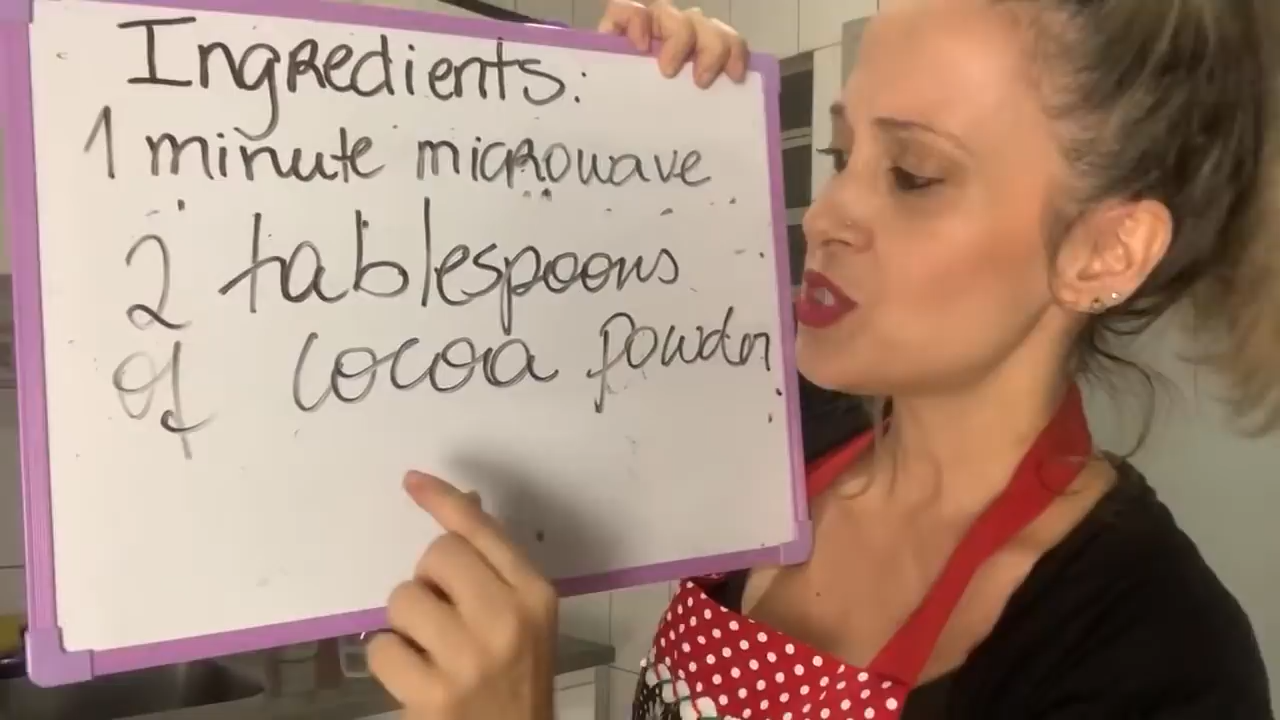 Ingredients:
1 minute microwave
2 tablespoons
of cocoa powder